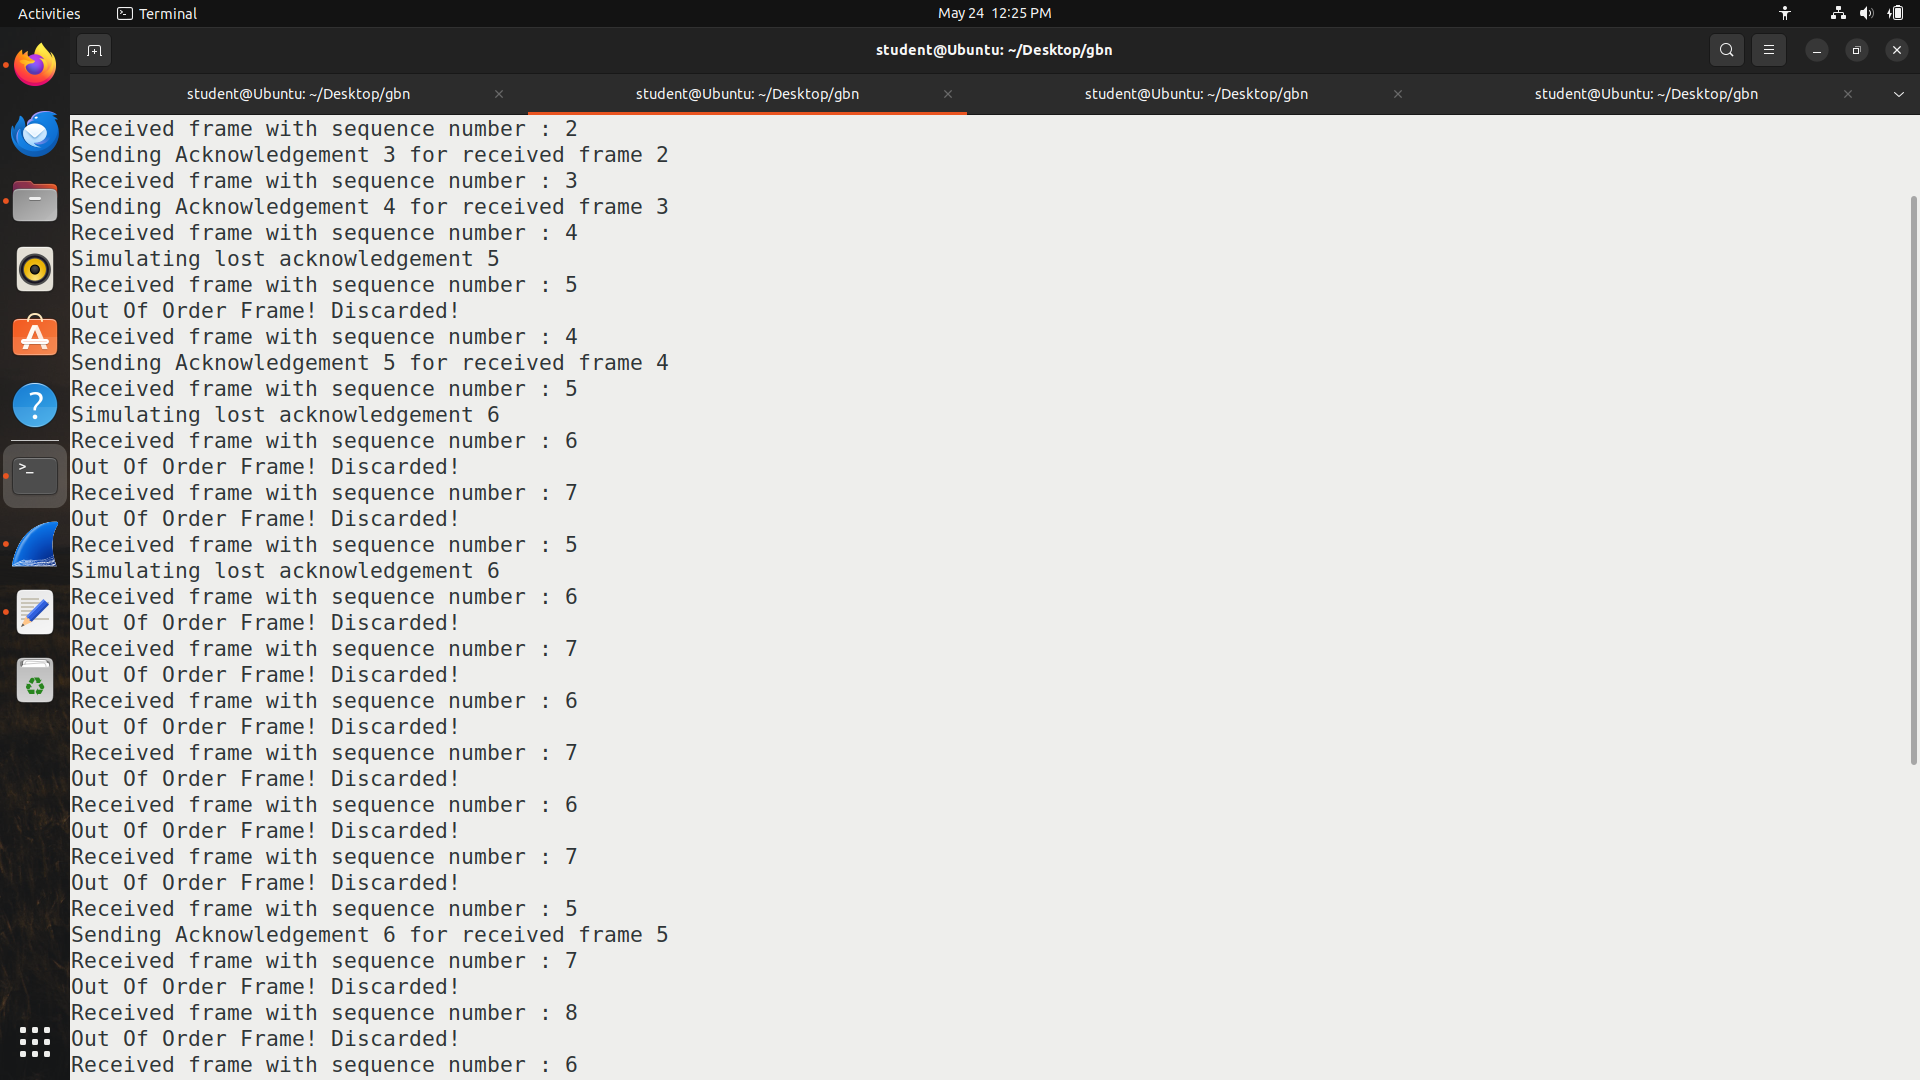 Activities
Terminal
May 24 12:25 PM
student@Ubuntu: ~/Desktop/gbn
student@Ubuntu: ~/Desktop/gbn
student@Ubuntu: ~/Desktop/gbn
student@Ubuntu: ~/Desktop/gbn
student@Ubuntu: ~/Desktop/gbn
Received frame with sequence number : 2
Sending Acknowledgement 3 for received frame 2
Received frame with sequence number : 3
Sending Acknowledgement 4 for received frame 3
Received frame with sequence number : 4
Simulating lost acknowledgement 5
Received frame with sequence number : 5
Out Of Order Frame! Discarded!
Received frame with sequence number : 4
Sending Acknowledgement 5 for received frame 4
Received frame with sequence number : 5
Simulating lost acknowledgement 6
Received frame with sequence number : 6
Out Of Order Frame! Discarded!
Received frame with sequence number : 7
Out Of Order Frame! Discarded!
Received frame with sequence number : 5
Simulating lost acknowledgement 6
Received frame with sequence number : 6
Out Of Order Frame! Discarded!
Received frame with sequence number : 7
Out Of Order Frame! Discarded!
Received frame with sequence number : 6
Out Of Order Frame! Discarded!
Received frame with sequence number : 7
Out Of Order Frame! Discarded!
Received frame with sequence number : 6
Out Of Order Frame! Discarded!
Received frame with sequence number : 7
Out Of Order Frame! Discarded!
Received frame with sequence number : 5
Sending Acknowledgement 6 for received frame 5
Received frame with sequence number : 7
Out Of Order Frame! Discarded!
Received frame with sequence number : 8
Out Of Order Frame! Discarded!
Received frame with sequence number : 6